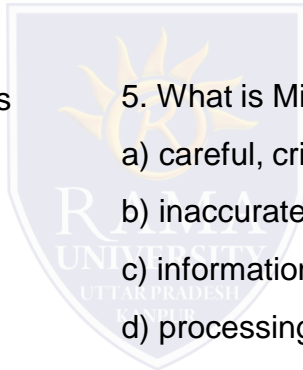 s
5. What is Mi
a) careful, cri
b) inaccurate
c) information
d) processing
RAMA
UNIVERSITY
UTTAR PRADESH
KANPUR